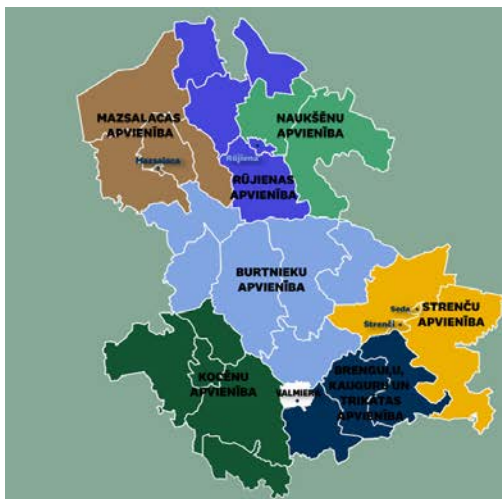 MAZSALACAS
APVIENĪBA
Mazsalaca
NAUKŠĒNU
APVIENĪBA
Rūjiena
RŪJIENAS
APVIENĪBA
BURTNIEKU
APVIENĪBA
Seda
STRENČU
APVIENĪBA
Strenči
KOCĒNU
APVIENĪBA
VALMIERA
BRENGUĻU,
KAUGURU UN
TRIKĀTAS
APVIENĪBA